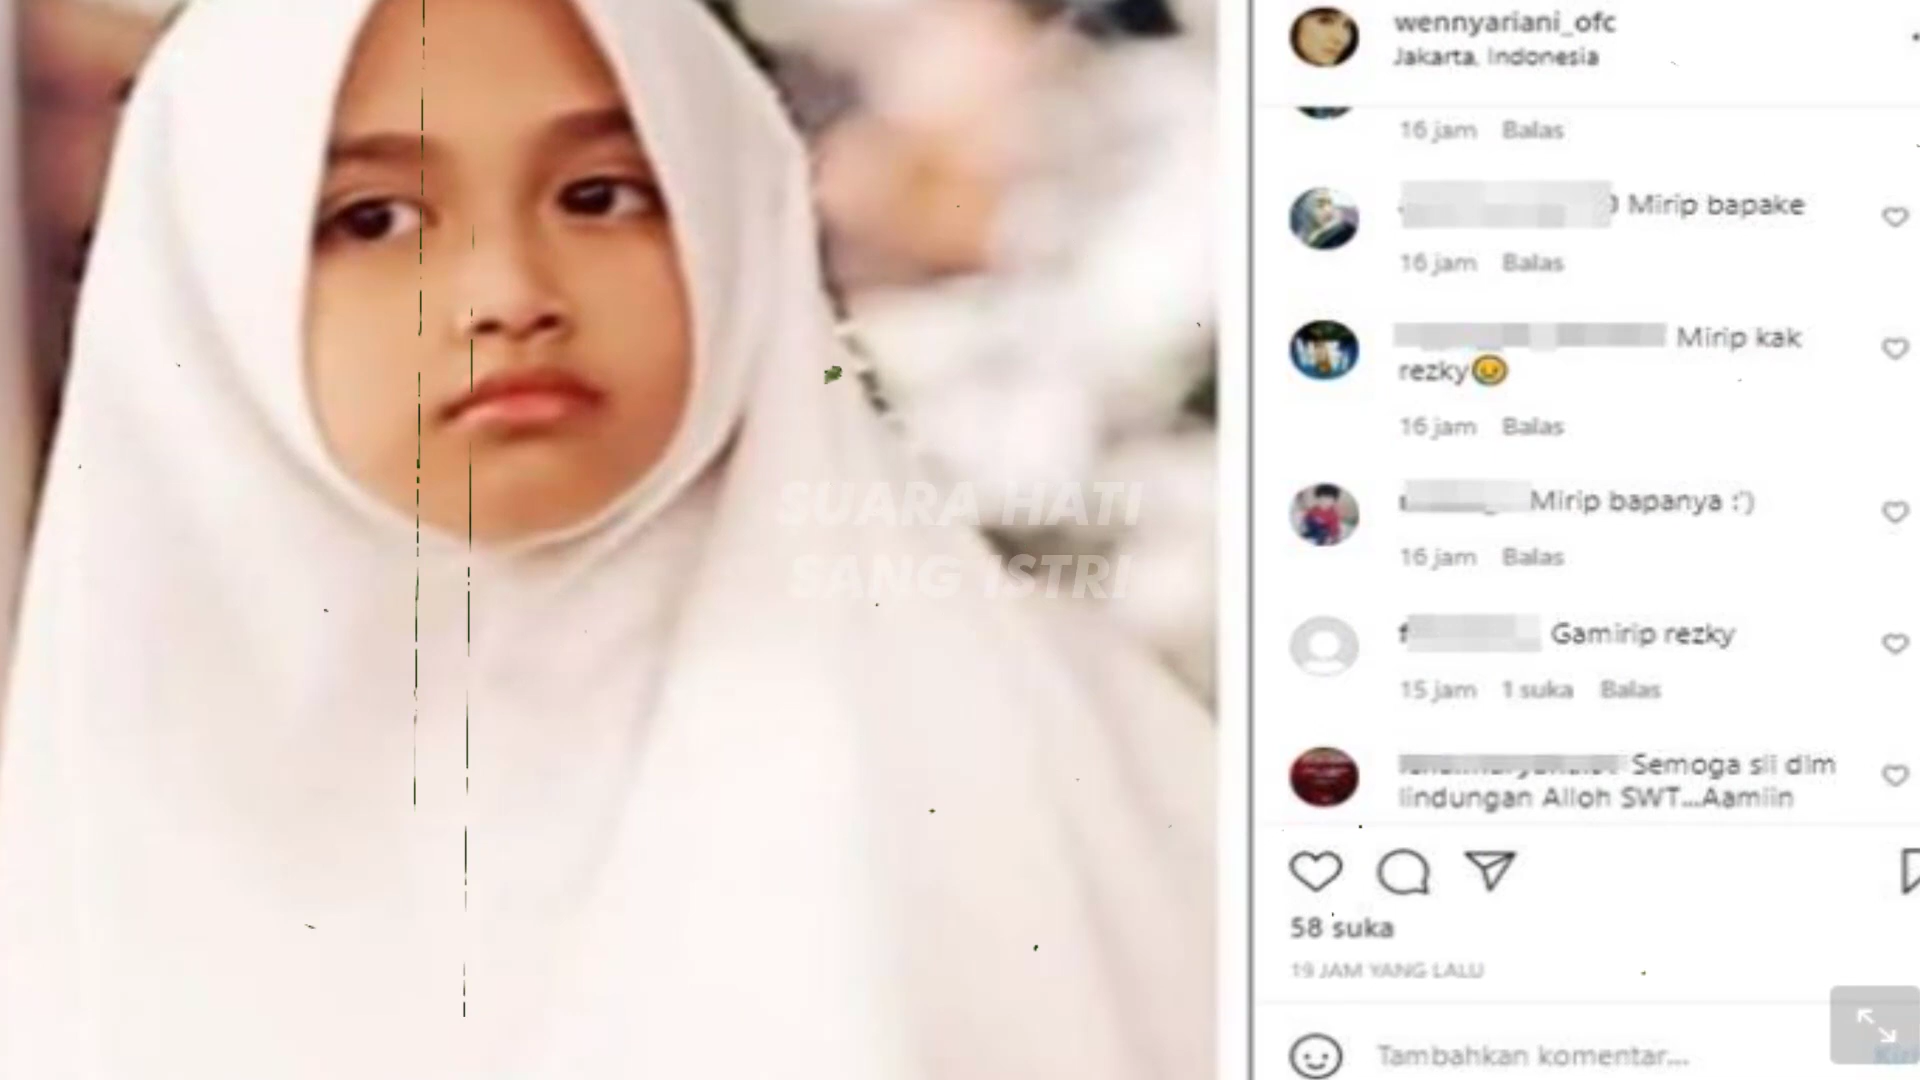 wennyariani_ofc
Jakarta, Indonesia
16 jam Balas
Mirip bapake
16 jam Balas
Mirip kak
rezky
16 jam Balas
Mirip bapanya :')
16 jam Balas
f Gamirip rezky
15 jam 1 suka Balas
Semoga sll dlm
lindungan Alloh SWT...Aamiin
58 suka
19 JAM YANG LALU
Tambahkan komentar...
SUARA HATI
SANG ISTRI